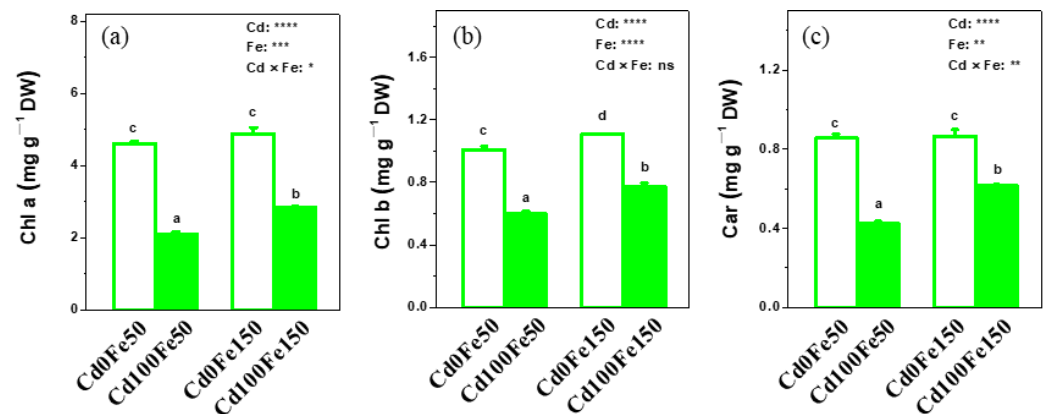 (a)
Cd: ****
Fe: ***
Cd × Fe: *
Chl a (mg g⁻¹ DW)
8
6
4
2
0
c
a
c
b
Cd0Fe50
Cd100Fe50
Cd0Fe150
Cd100Fe150
(b)
Cd: ****
Fe: ****
Cd × Fe: ns
Chl b (mg g⁻¹ DW)
1.6
1.2
0.8
0.4
0.0
c
a
d
b
Cd0Fe50
Cd100Fe50
Cd0Fe150
Cd100Fe150
(c)
Cd: ****
Fe: **
Cd × Fe: **
Car (mg g⁻¹ DW)
1.2
0.8
0.4
0.0
c
a
c
b
Cd0Fe50
Cd100Fe50
Cd0Fe150
Cd100Fe150